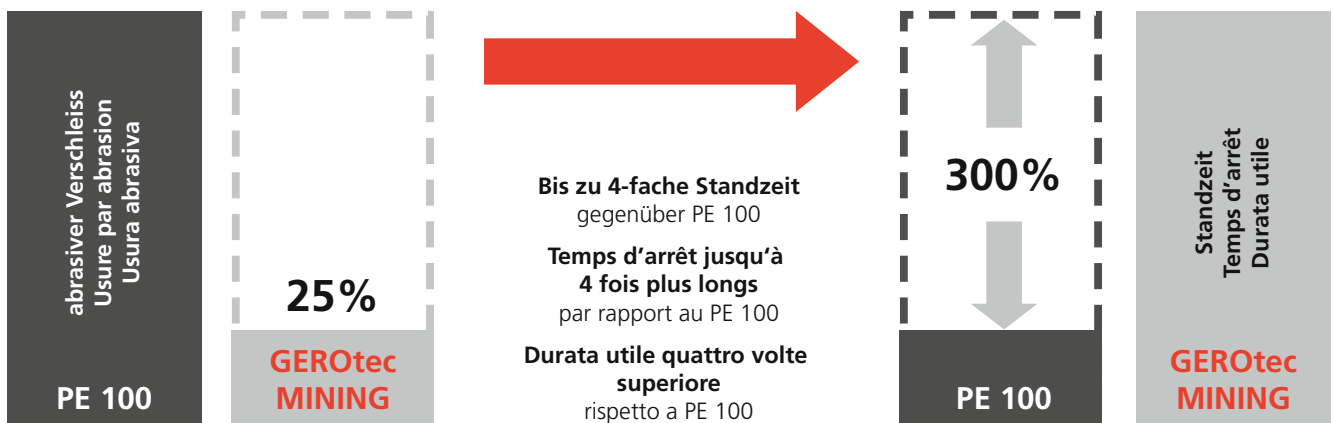 abrasiver Verschleiss
Usure par abrasion
Usura abrasiva
PE 100
25%
GEROtec
MINING
Bis zu 4-fache Standzeit
gegenüber PE 100
Temps d’arrêt jusqu‘à
4 fois plus longs
par rapport au PE 100
Durata utile quattro volte
superiore
rispetto a PE 100
300%
PE 100
Standzeit
Temps d’arrêt
Durata utile
GEROtec
MINING